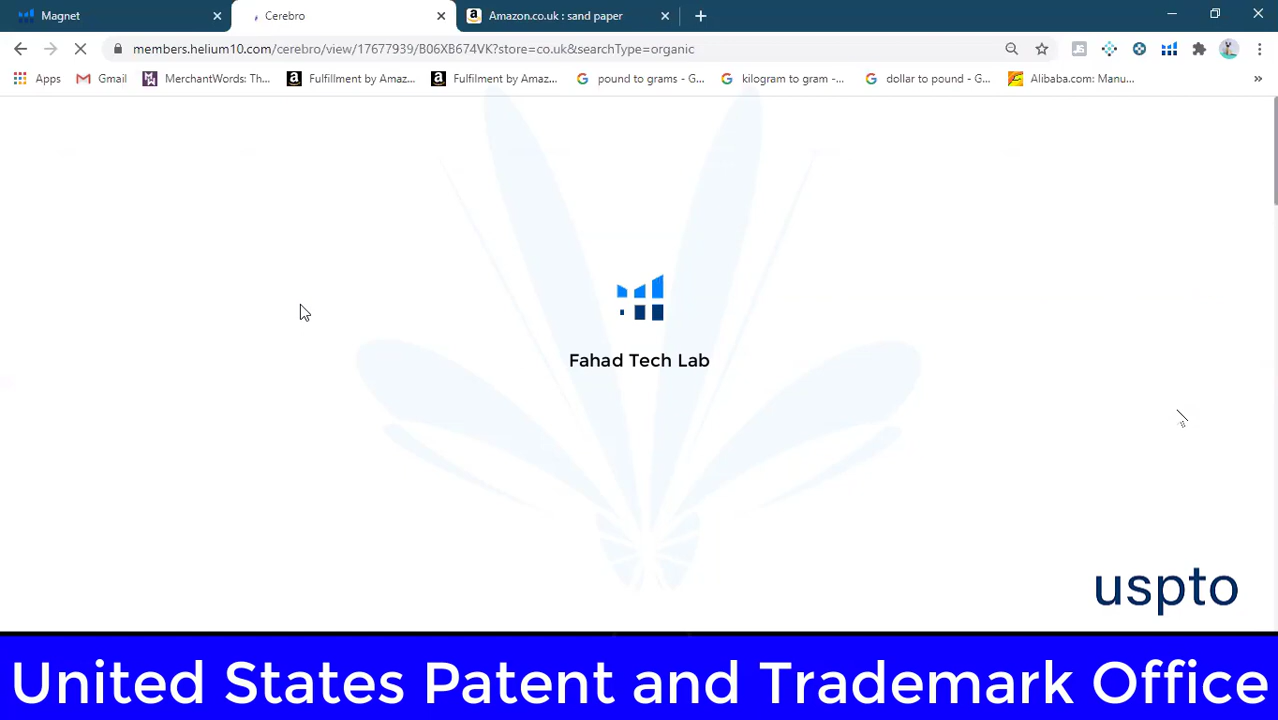 Magnet
Cerebro
Amazon.co.uk : sand paper
members.helium10.com/cerebro/view/17677939/B06XB674VK?store=co.uk&searchType=organic
Apps
Gmail
MerchantWords: Th...
Fulfillment by Amaz...
Fulfilment by Amaz...
pound to grams - G...
kilogram to gram -...
dollar to pound - G...
Alibaba.com: Manu...
Fahad Tech Lab
uspto
United States Patent and Trademark Office